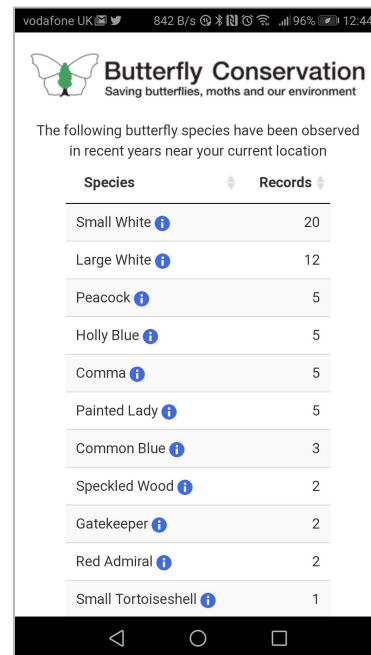 vodafone UK 842 B/s 96% 12:44
Butterfly Conservation
Saving butterflies, moths and our environment
The following butterfly species have been observed
in recent years near your current location
Species Records
Small White 20
Large White 12
Peacock 5
Holly Blue 5
Comma 5
Painted Lady 5
Common Blue 3
Speckled Wood 2
Gatekeeper 2
Red Admiral 2
Small Tortoiseshell 1